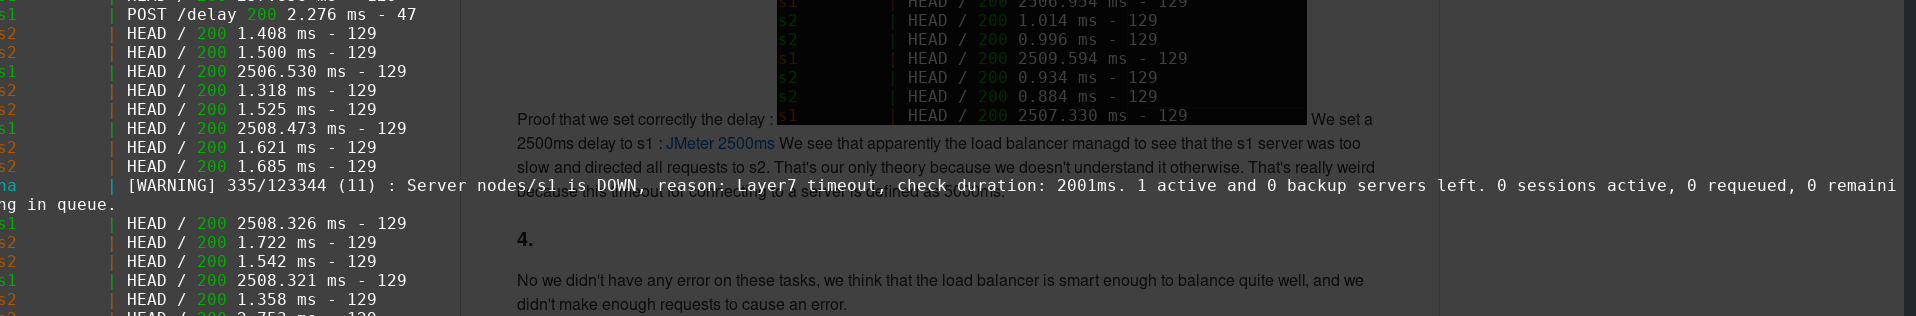 s1 | POST /delay 200 2.276 ms - 47
s2 | HEAD / 200 1.408 ms - 129
s2 | HEAD / 200 1.500 ms - 129
s1 | HEAD / 200 2506.530 ms - 129
s2 | HEAD / 200 1.318 ms - 129
s2 | HEAD / 200 1.525 ms - 129
s1 | HEAD / 200 2508.473 ms - 129
s2 | HEAD / 200 1.621 ms - 129
s2 | HEAD / 200 1.685 ms - 129
ha | [WARNING] 335/123344 (11) : Server nodes/s1 is DOWN, reason: Layer7 timeout, check duration: 2001ms. 1 active and 0 backup servers left. 0 sessions active, 0 requeued, 0 remaini
ng in queue.
s1 | HEAD / 200 2508.326 ms - 129
s2 | HEAD / 200 1.722 ms - 129
s2 | HEAD / 200 1.542 ms - 129
s1 | HEAD / 200 2508.321 ms - 129
s2 | HEAD / 200 1.358 ms - 129
s1 | HEAD / 200 2506.954 ms - 129
s2 | HEAD / 200 1.014 ms - 129
s2 | HEAD / 200 0.996 ms - 129
s1 | HEAD / 200 2509.594 ms - 129
s2 | HEAD / 200 0.934 ms - 129
s2 | HEAD / 200 0.884 ms - 129
s1 | HEAD / 200 2507.330 ms - 129
Proof that we set correctly the delay : We set a
2500ms delay to s1 : JMeter 2500ms We see that apparently the load balancer managd to see that the s1 server was too
slow and directed all requests to s2. That's our only theory because we doesn't understand it otherwise. That's really weird
because this timeout for connecting to a server is defined as 5000ms.
4.
No we didn't have any error on these tasks, we think that the load balancer is smart enough to balance quite well, and we
didn't make enough requests to cause an error.